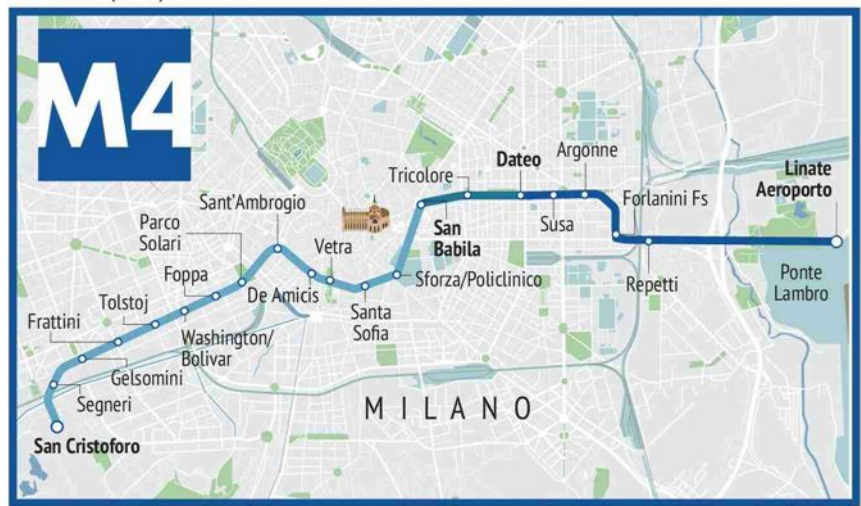 M4
Dateo
Argonne
Tricolore
Linate
Aeroporto
Sant'Ambrogio
Forlanini Fs
Parco
Solari
San
Babila
Susa
Vetra
Foppa
De Amicis
Sforza/Policlinico
Repetti
Ponte
Lambro
Tolstoj
Santa
Sofia
Frattini
Washington/
Bolivar
Gelsomini
Segneri
MILANO
San Cristoforo